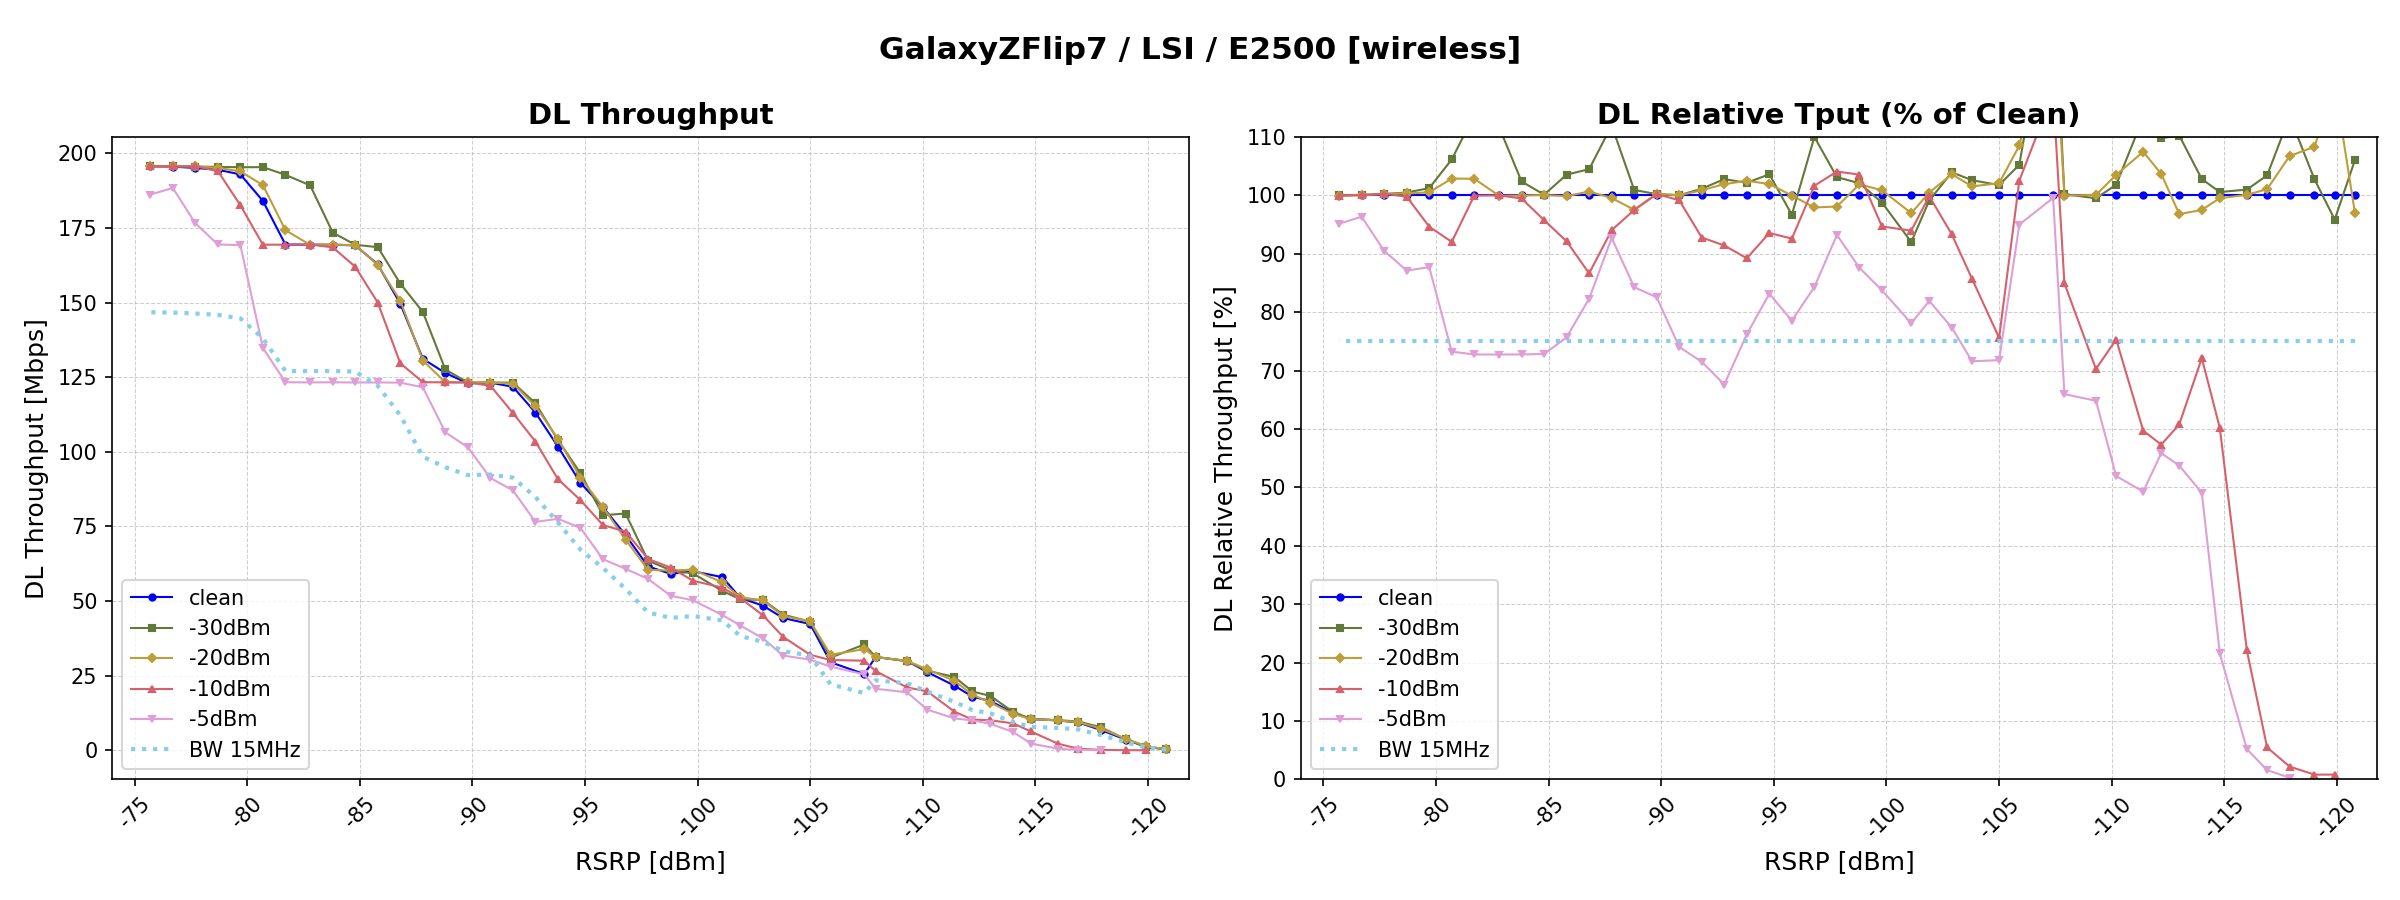 GalaxyZFlip7 / LSI / E2500 [wireless]
DL Throughput
DL Throughput [Mbps]
200
175
150
125
100
75
50
25
0
clean
-30dBm
-20dBm
-10dBm
-5dBm
BW 15MHz
-75
-80
-85
-90
-95
-100
-105
-110
-115
-120
RSRP [dBm]
DL Relative Tput (% of Clean)
DL Relative Throughput [%]
110
100
90
80
70
60
50
40
30
20
10
0
clean
-30dBm
-20dBm
-10dBm
-5dBm
BW 15MHz
-75
-80
-85
-90
-95
-100
-105
-110
-115
-120
RSRP [dBm]